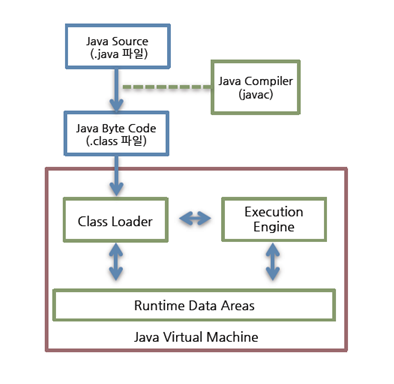 Java Source
(.java 파일)
Java Compiler
(javac)
Java Byte Code
(.class 파일)
Class Loader
Execution
Engine
Runtime Data Areas
Java Virtual Machine